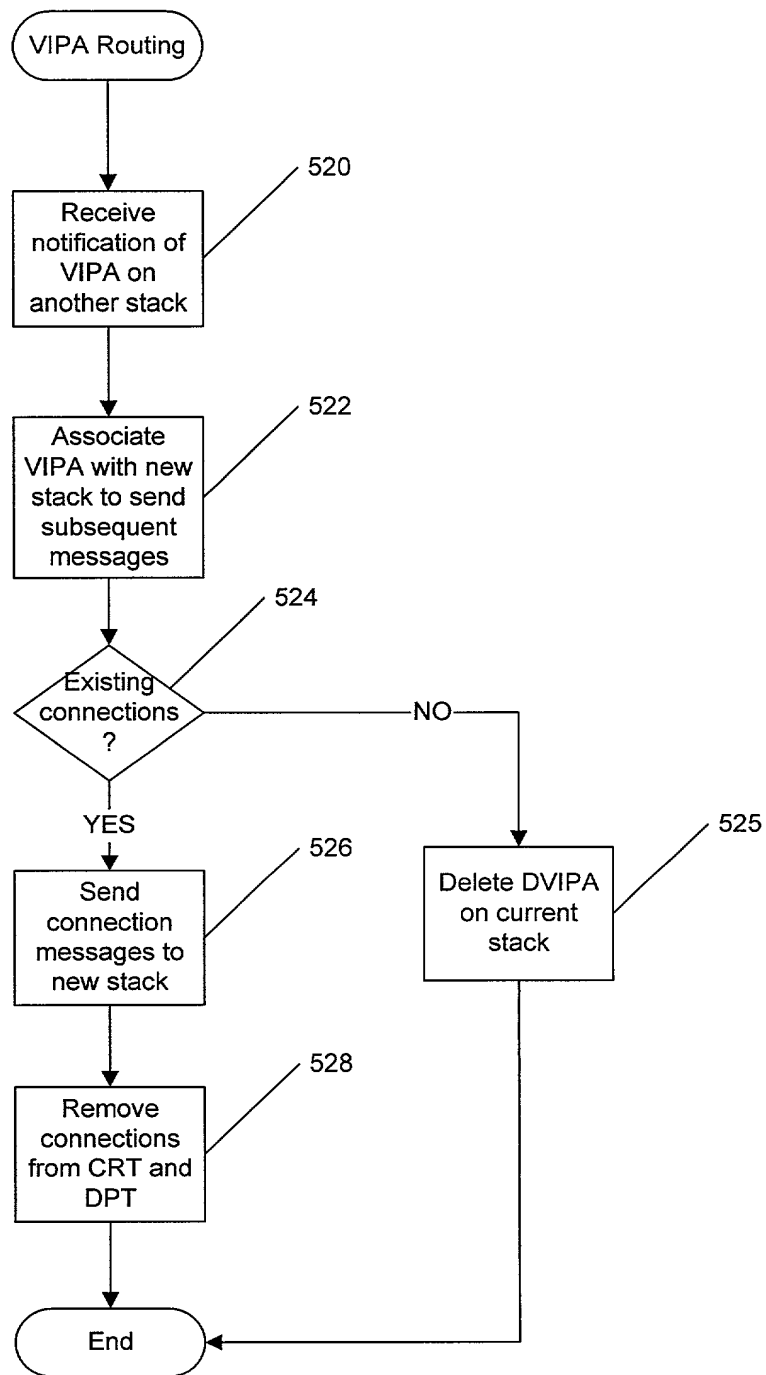 VIPA Routing
520
Receive
notification of
VIPA on
another stack
522
Associate
VIPA with new
stack to send
subsequent
messages
524
Existing
connections
?
NO
YES
525
Delete DVIPA
on current
stack
526
Send
connection
messages to
new stack
528
Remove
connections
from CRT and
DPT
End